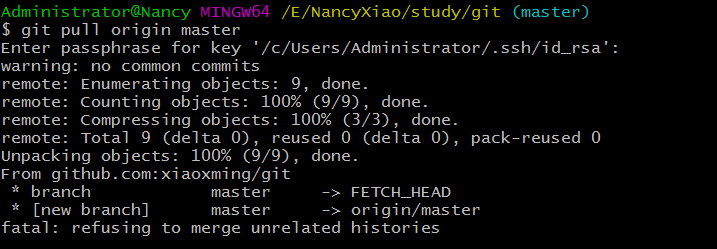 Administrator@Nancy MINGW64 /E/NancyXiao/study/git (master)
$ git pull origin master
Enter passphrase for key '/c/Users/Administrator/.ssh/id_rsa':
warning: no common commits
remote: Enumerating objects: 9, done.
remote: Counting objects: 100% (9/9), done.
remote: Compressing objects: 100% (3/3), done.
remote: Total 9 (delta 0), reused 0 (delta 0), pack-reused 0
Unpacking objects: 100% (9/9), done.
From github.com:xiaoxming/git
 * branch            master     -> FETCH_HEAD
 * [new branch]      master     -> origin/master
fatal: refusing to merge unrelated histories